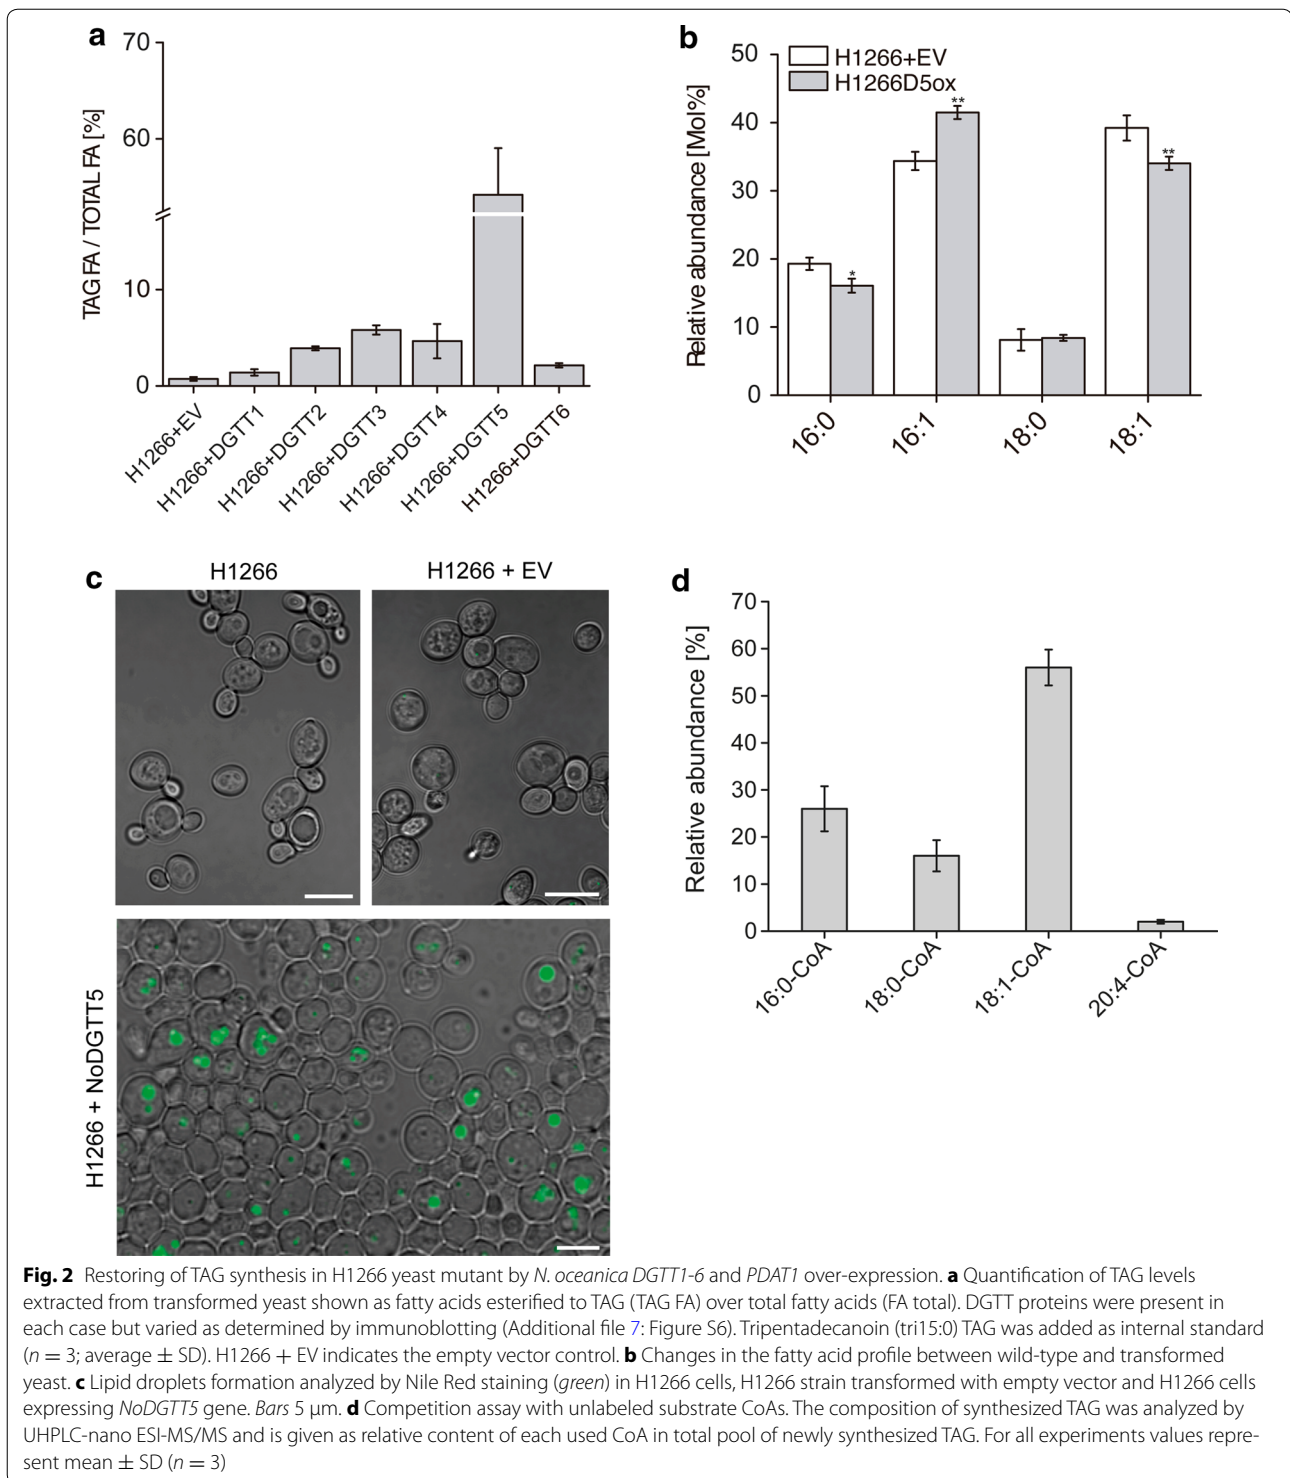 a
70
60
10
0
TAG FA / TOTAL FA [%]
H1266+EV
H1266+DGTT1
H1266+DGTT2
H1266+DGTT3
H1266+DGTT4
H1266+DGTT5
H1266+DGTT6
b
50
40
30
20
10
0
Relative abundance [Mol%]
H1266+EV
H1266D5ox
*
**
**
16:0
16:1
18:0
18:1
c
H1266
H1266 + EV
H1266 + NoDGTT5
d
70
60
50
40
30
20
10
0
Relative abundance [%]
16:0-CoA
18:0-CoA
18:1-CoA
20:4-CoA
Fig. 2 Restoring of TAG synthesis in H1266 yeast mutant by N. oceanica DGTT1-6 and PDAT1 over-expression. a Quantification of TAG levels
extracted from transformed yeast shown as fatty acids esterified to TAG (TAG FA) over total fatty acids (FA total). DGTT proteins were present in
each case but varied as determined by immunoblotting (Additional file 7: Figure S6). Tripentadecanoin (tri15:0) TAG was added as internal standard
(n = 3; average ± SD). H1266 + EV indicates the empty vector control. b Changes in the fatty acid profile between wild-type and transformed
yeast. c Lipid droplets formation analyzed by Nile Red staining (green) in H1266 cells, H1266 strain transformed with empty vector and H1266 cells
expressing NoDGTT5 gene. Bars 5 µm. d Competition assay with unlabeled substrate CoAs. The composition of synthesized TAG was analyzed by
UHPLC-nano ESI-MS/MS and is given as relative content of each used CoA in total pool of newly synthesized TAG. For all experiments values repre-
sent mean ± SD (n = 3)